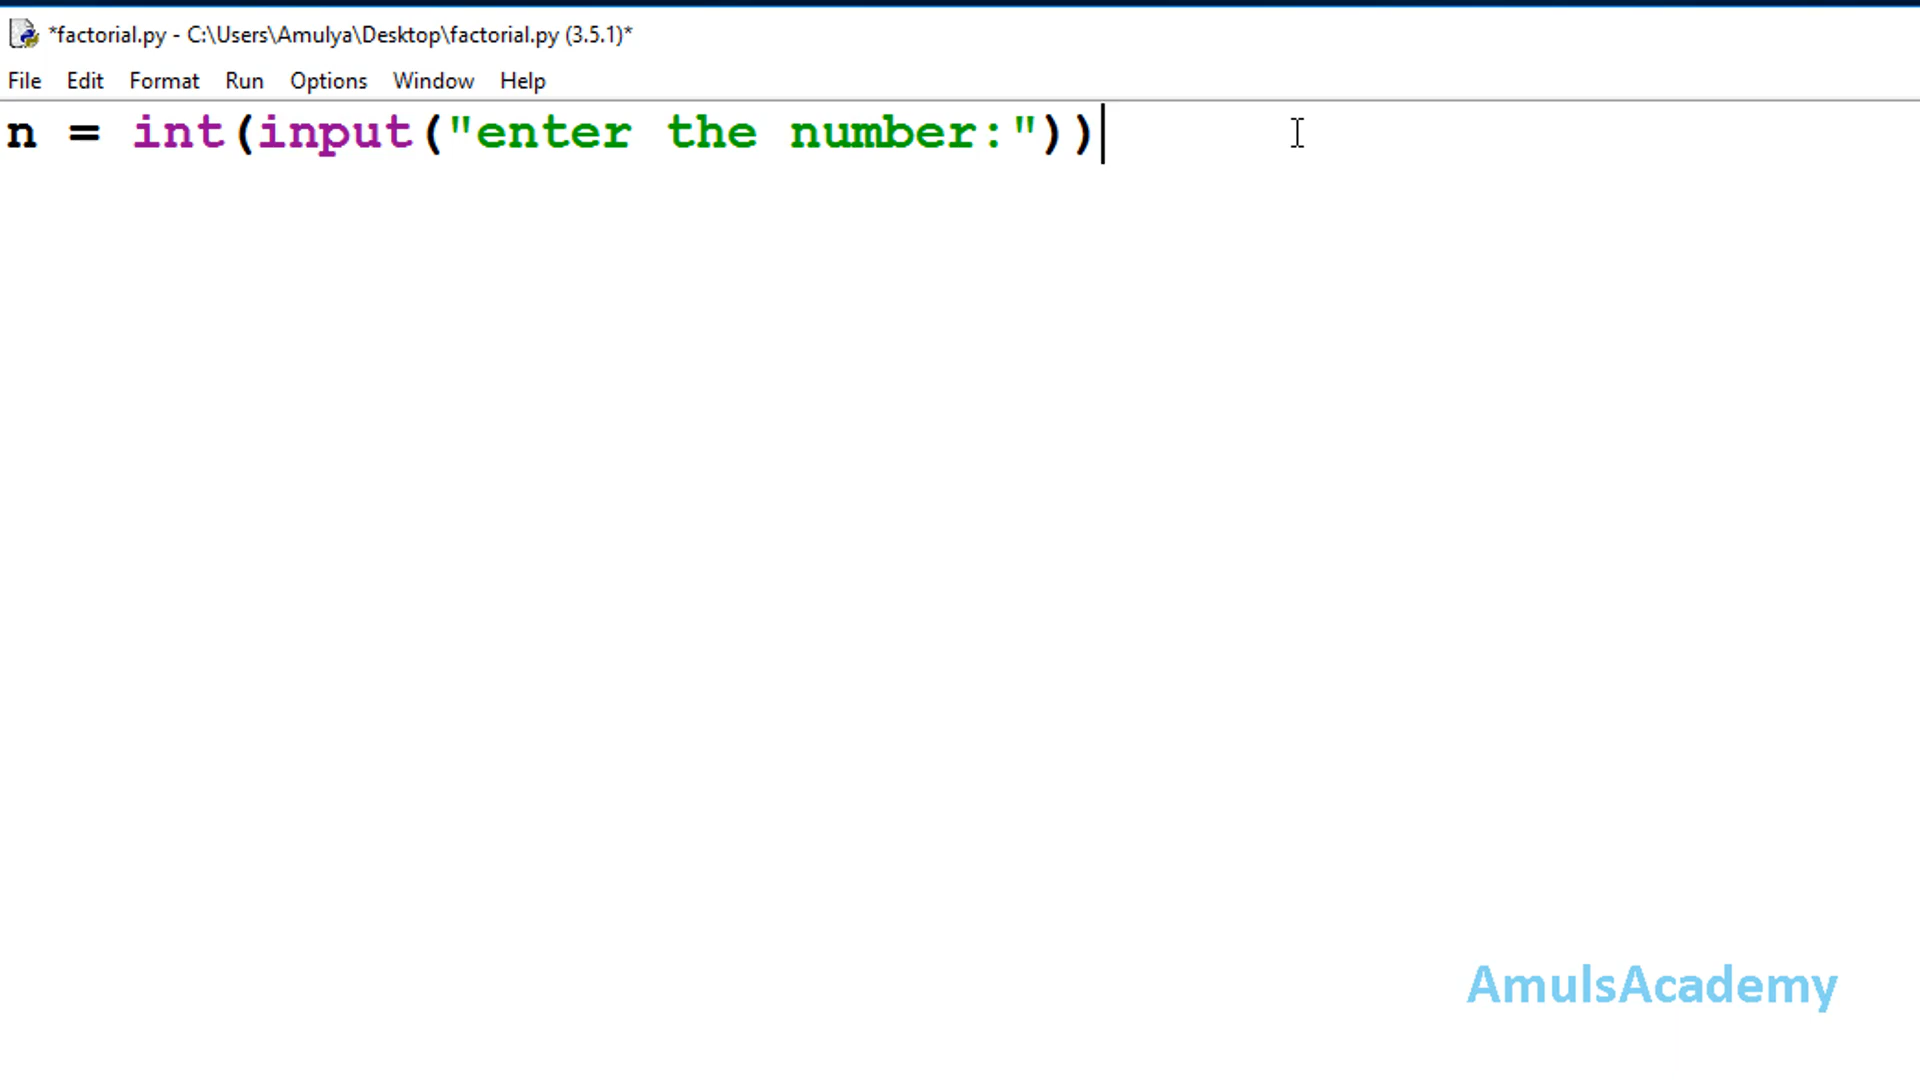 *factorial.py - C:\Users\Amulya\Desktop\factorial.py (3.5.1)*
File Edit Format Run Options Window Help
n = int(input("enter the number:"))
AmulsAcademy